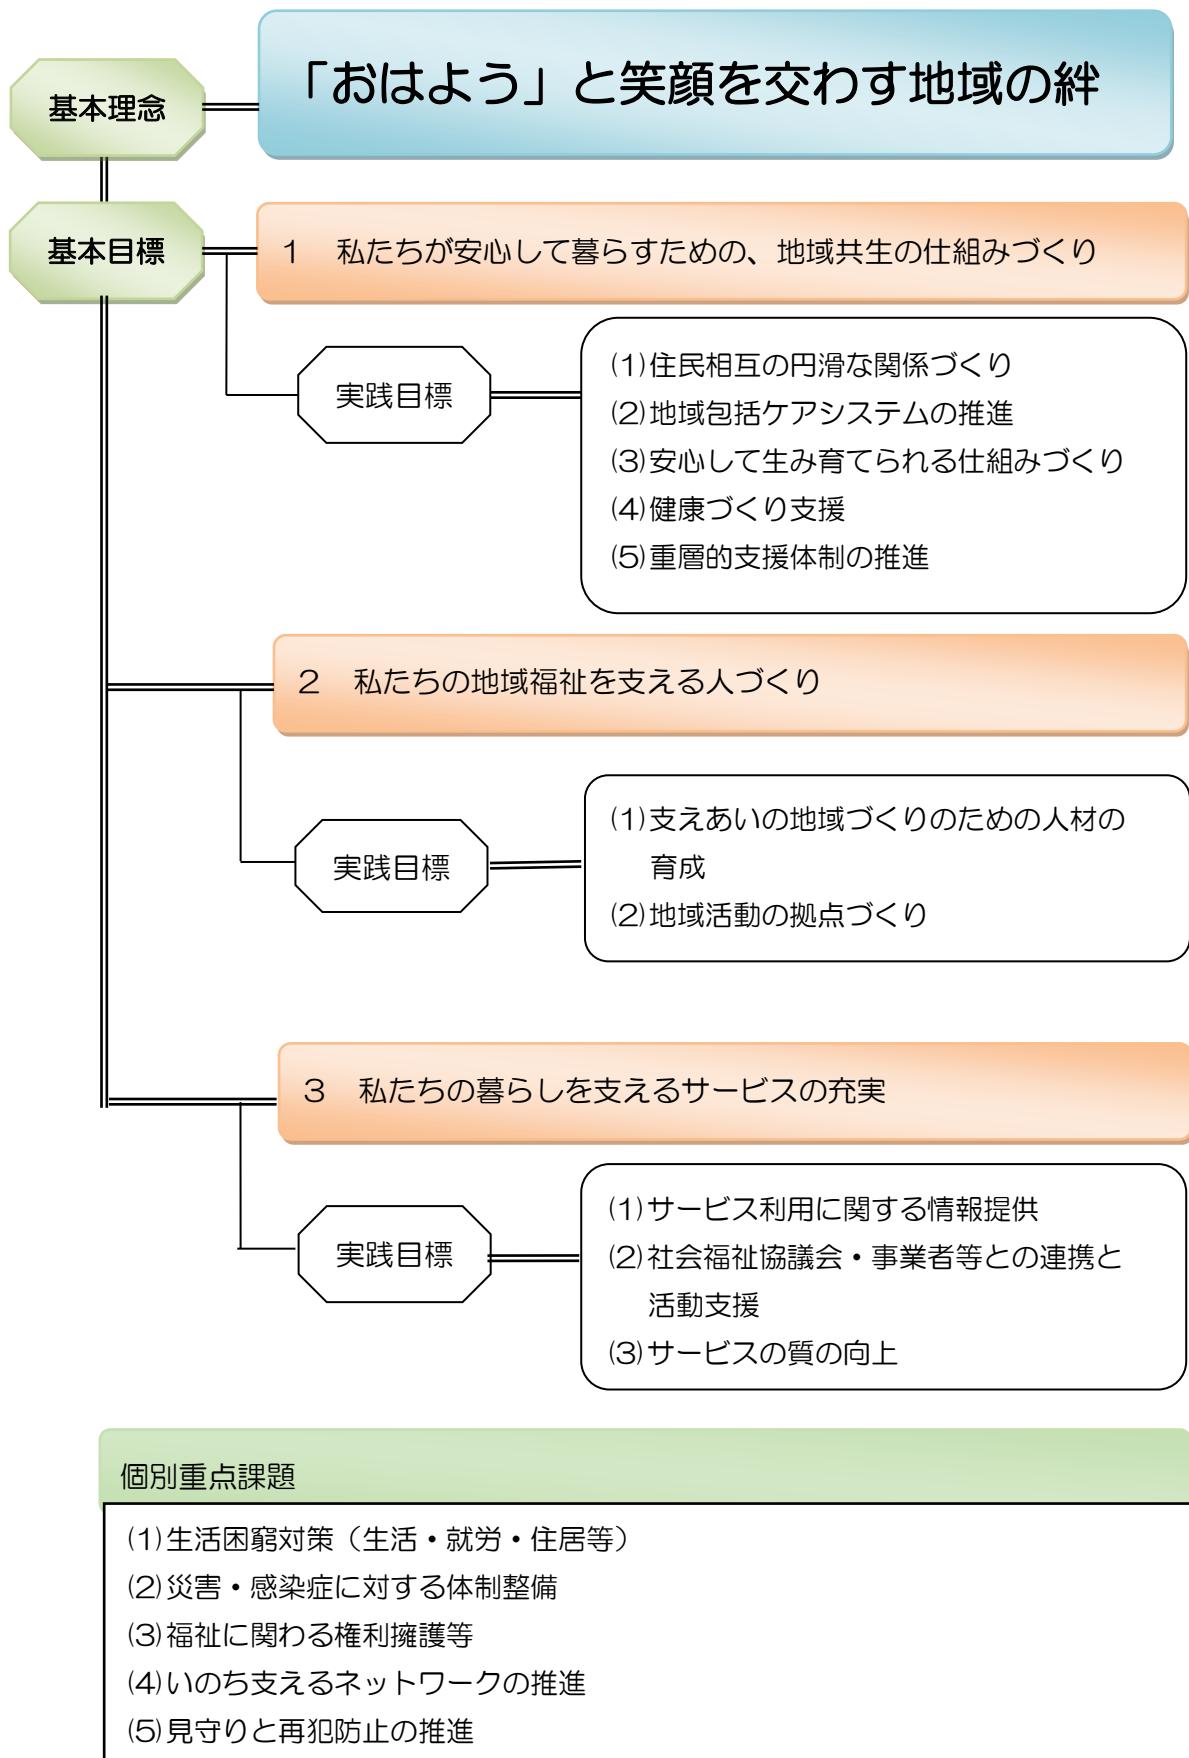 基本理念
「おはよう」と笑顔を交わす地域の絆
基本目標
１　私たちが安心して暮らすための、地域共生の仕組みづくり
実践目標
⑴住民相互の円滑な関係づくり
⑵地域包括ケアシステムの推進
⑶安心して生み育てられる仕組みづくり
⑷健康づくり支援
⑸重層的支援体制の推進
２　私たちの地域福祉を支える人づくり
実践目標
⑴支えあいの地域づくりのための人材の
育成
⑵地域活動の拠点づくり
３　私たちの暮らしを支えるサービスの充実
実践目標
⑴サービス利用に関する情報提供
⑵社会福祉協議会・事業者等との連携と
活動支援
⑶サービスの質の向上
個別重点課題
⑴生活困窮対策（生活・就労・住居等）
⑵災害・感染症に対する体制整備
⑶福祉に関わる権利擁護等
⑷いのち支えるネットワークの推進
⑸見守りと再犯防止の推進